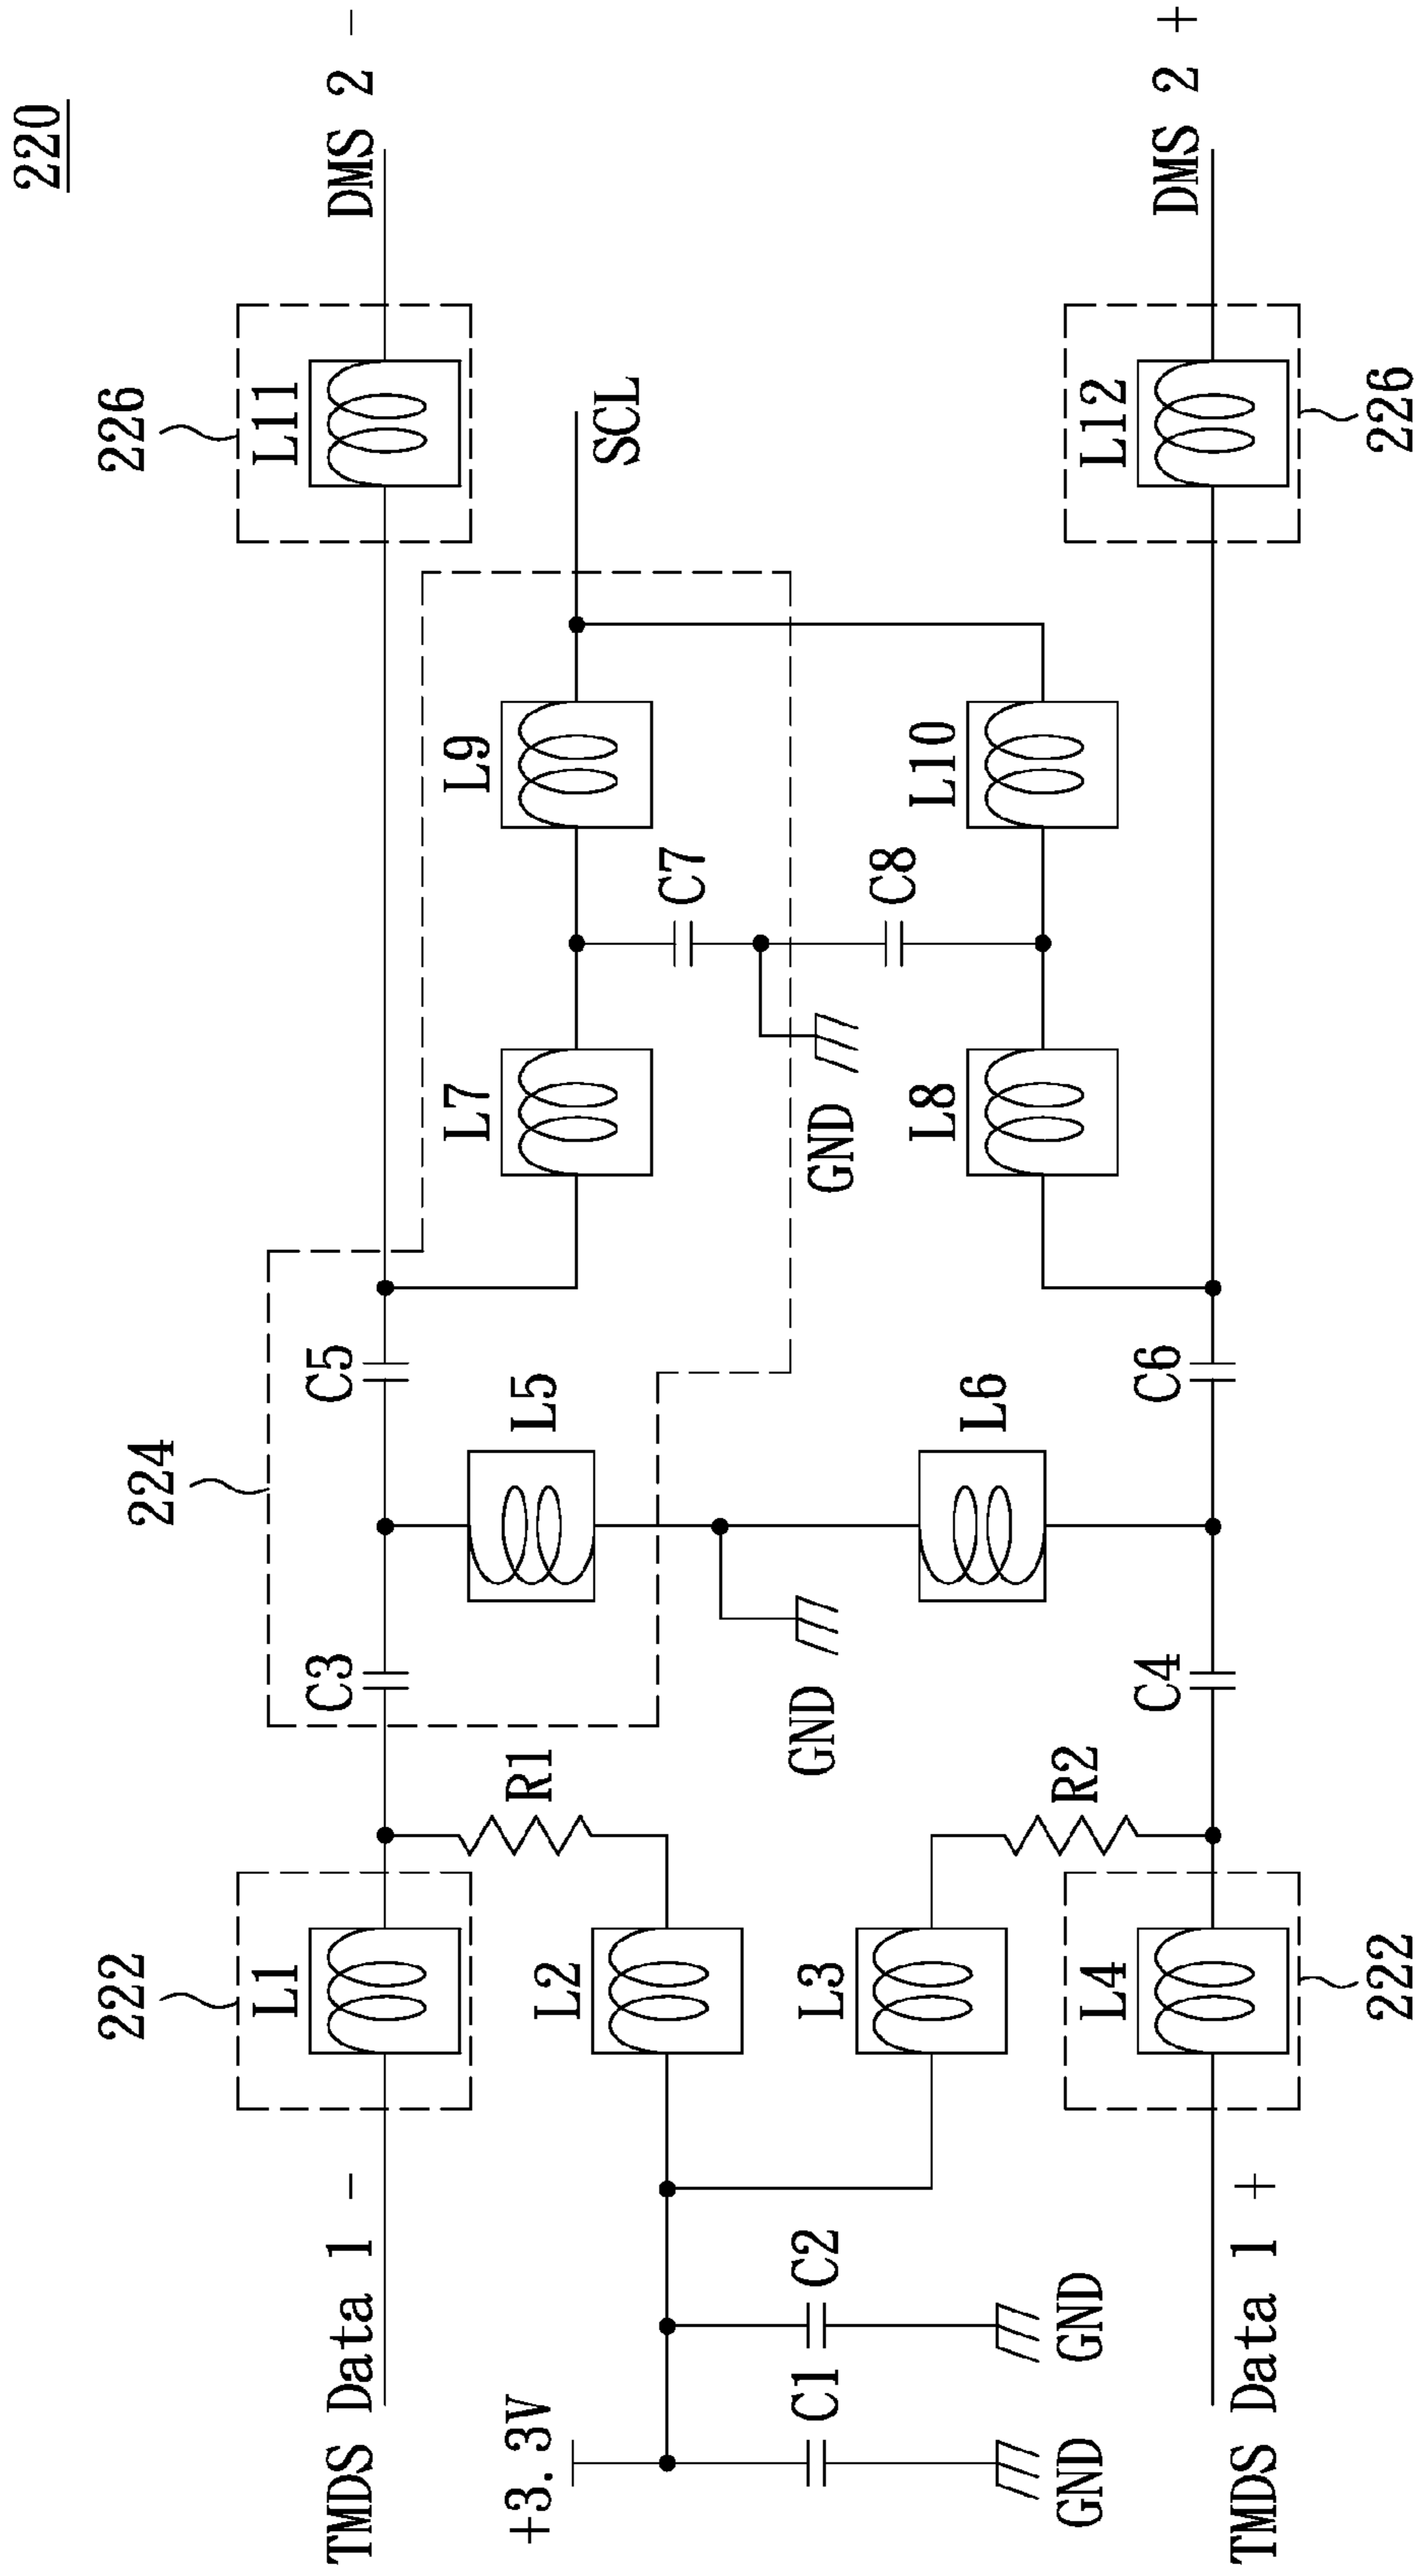 220
TMDS Data 1 -
DMS 2 -
222
L1
226
L11
224
C3
C5
+3.3V
L2
R1
L5
L7
L9
SCL
C1
C2
GND
GND
L3
GND
GND
C7
C8
L6
L8
L10
R2
L4
222
C4
C6
L12
226
TMDS Data 1 +
DMS 2 +